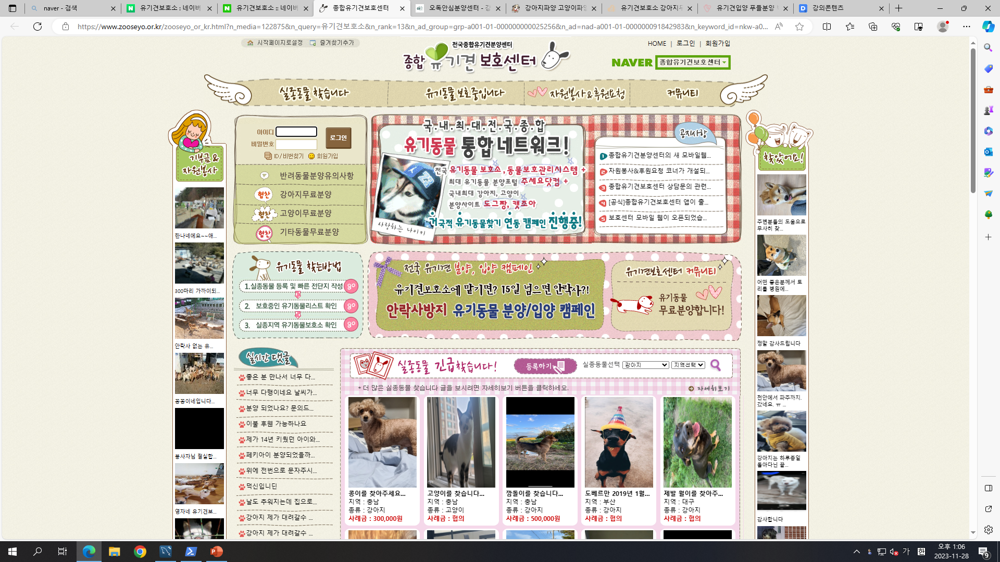 naver - 검색
유기견보호소 : 네이버
유기견보호소 :: 네이버
종합유기견보호센터
오독안심분양센터 - 강
강아지파양 고양이파양
유기견보호소 강아지무
유기견입양 푸들분양
강의콘텐츠
https://www.zooseyo.or.kr/zooseyo_or_kr.html?n_media=122875&n_query=유기견보호소&n_rank=13&n_ad_group=grp-a001-01-000000000025256&n_ad=nad-a001-01-000000091842983&n_keyword_id=nkw-a0...
시작페이지로설정
즐겨찾기추가
전국종합유기견분양센터
종합 유기견 보호센터
HOME | 로그인 | 회원가입
NAVER 종합유기견보호센터
실종동물 찾습니다
유기동물 보호중입니다
자원봉사 & 후원요청
커뮤니티
기부금 &
자원봉사
한나네에요~~애...
300마리 가까이되...
안락사 없는 유...
꽁꽁이네입니다...
봉사자님 절실합...
영자네 유기견브...
아이디
비밀번호
로그인
ID / 비번찾기
회원가입
반려동물분양유의사항
협찬 강아지무료분양
협찬 고양이무료분양
협찬 기타동물무료분양
국.내.최.대.전.국.종.합
유기동물 통합 네트워크!
전국 유기동물 보호소, 동물보호관리시스템 +
최대 유기동물 분양포털 주세요닷컴 +
국내최대 강아지, 고양이
분양사이트 도그짱, 캣조아
전국적 유기동물찾기 연동 캠페인 진행중!
사랑하는 나이키
공지사항
1 종합유기견분양센터의 새 모바일웹...
2 자원봉사&후원요청 코너가 개설되...
3 종합유기견보호센터 상담문의 관련...
4 [공식]종합유기견보호센터 앱이 출...
5 보호센터 모바일 웹이 오픈되었습...
찾았어요!
주변분들의 도움으로
무사히 찾...
어떤 좋은분께서 토
리를 병원에...
정말 감사드립니다
천안에서 파주까지.
갔네요. ㅠ ...
강아지는 하루종일
돌아다닌 끝...
감사합니다
유기동물 찾는방법
1.실종동물 등록 및 빠른 전단지 작성 go
2. 보호중인 유기동물리스트 확인 go
3. 실종지역 유기동물보호소 확인 go
전국 유기견 분양, 입양 캠페인
유기견보호소에 맡기면? 15일 넘으면 안락사?!
안락사방지 유기동물 분양/입양 캠페인
유기견보호센터 커뮤니티
유기동물
무료분양합니다!
실시간 댓글
좋은 분 만나서 너무 다...
너무 다행이네요 날씨가...
분양 되었나요? 문의드...
이불 후웬 가능하나요
제가 14년 키웠던 아이와...
페키아이 분양되었을까...
위에 전번으로 문자주시...
덕신입니딘
날도 추워지는데 집으로...
강아지 제가 대려갈수 ...
강아지 제가 대려갈수 ...
실종동물 긴급찾습니다!
등록하기
실종동물선택
강아지
지역선택
* 더 많은 실종동물 찾습니다 글을 보시려면 자세히보기 버튼을 클릭하세요.
자세히보기
콩이를 찾아주세요...
지역 : 충남
종류 : 강아지
사례금 : 300,000원
고양이를 찾습니다...
지역 : 충남
종류 : 고양이
사례금 : 협의
깜돌이를 찾습니다...
지역 : 충남
종류 : 강아지
사례금 : 500,000원
도베르만 2019년 1월...
지역 : 부산
종류 : 강아지
사례금 : 협의
제발 월이를 찾아주...
지역 : 대구
종류 : 강아지
사례금 : 협의
가
한
오후 1:06
2023-11-28
9